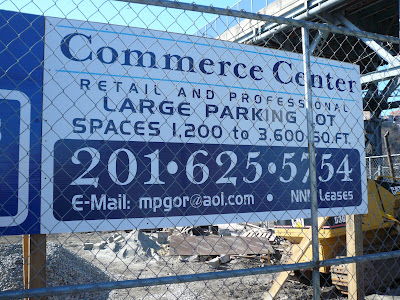 Commerce Center
RETAIL AND PROFESSIONAL
LARGE PARKING LOT
SPACES 1,200 to 3,600 SQ.FT.
201•625•5754
E-Mail: mpgor@aol.com • NNN Leases